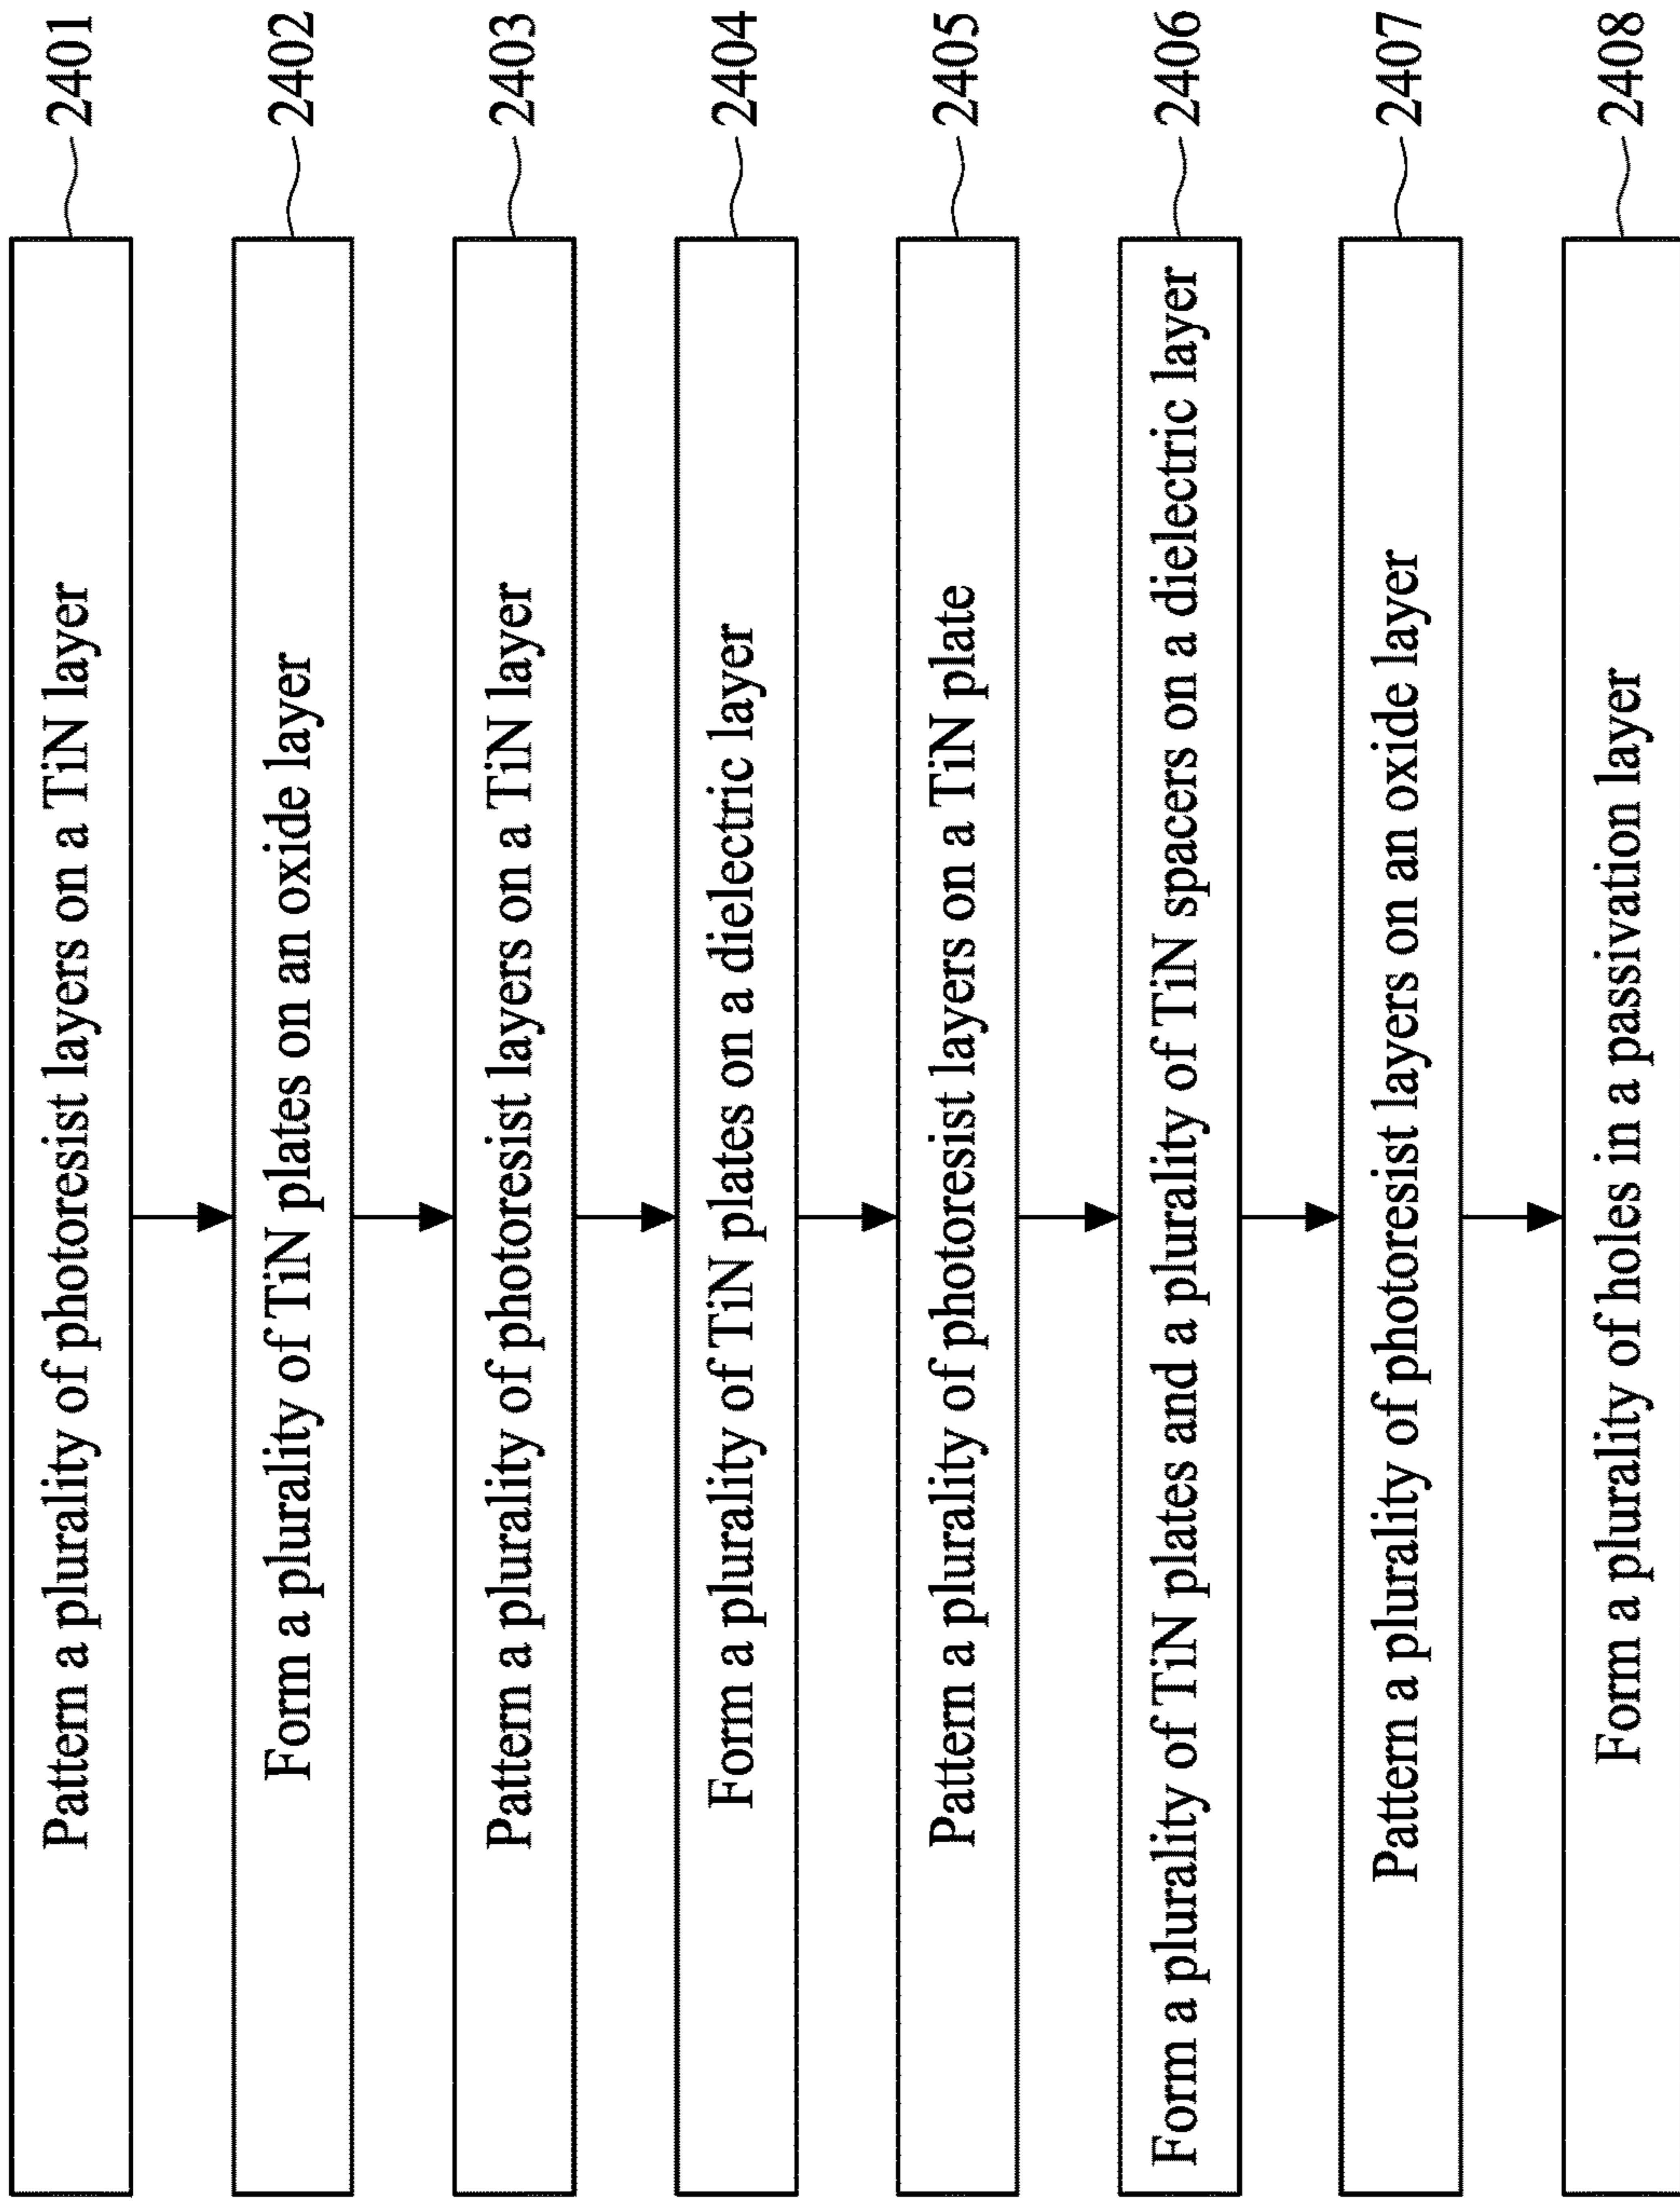 Pattern a plurality of photoresist layers on a TiN layer 2401
Form a plurality of TiN plates on an oxide layer 2402
Pattern a plurality of photoresist layers on a TiN layer 2403
Form a plurality of TiN plates on a dielectric layer 2404
Pattern a plurality of photoresist layers on a TiN plate 2405
Form a plurality of TiN plates and a plurality of TiN spacers on a dielectric layer 2406
Pattern a plurality of photoresist layers on an oxide layer 2407
Form a plurality of holes in a passivation layer 2408